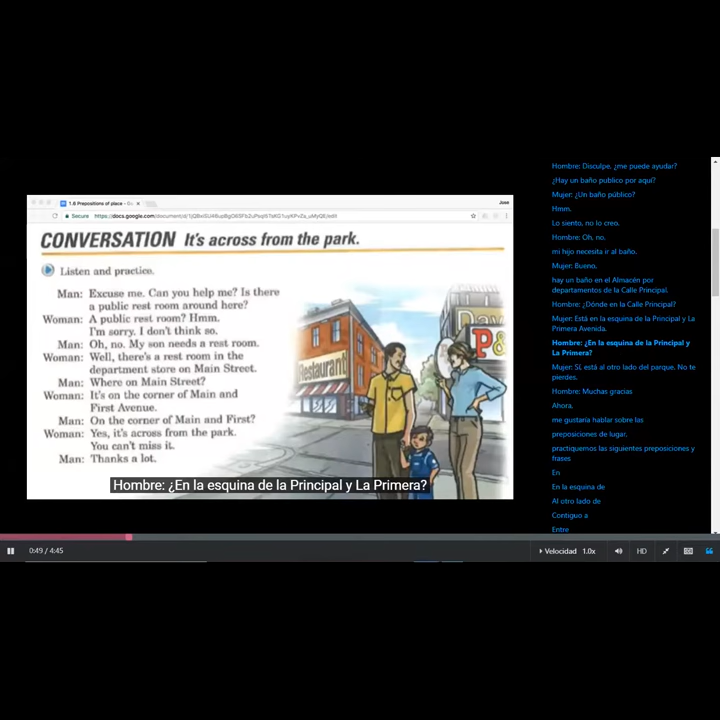 1.6 Prepositions of place
Jose
Secure
CONVERSATION It's across from the park.
Listen and practice.
Man: Excuse me. Can you help me? Is there
a public rest room around here?
Woman: A public rest room? Hmm.
I'm sorry. I don't think so.
Man: Oh, no. My son needs a rest room.
Woman: Well, there's a rest room in the
department store on Main Street.
Man: Where on Main Street?
Woman: It's on the corner of Main and
First Avenue.
Man: On the corner of Main and First?
Woman: Yes, it's across from the park.
You can't miss it.
Man: Thanks a lot.
Restaurant
Hombre: ¿En la esquina de la Principal y La Primera?
Hombre: Disculpe, ¿me puede ayudar?
¿Hay un baño publico por aquí?
Mujer: ¿Un baño público?
Hmm.
Lo siento, no lo creo.
Hombre: Oh, no.
mi hijo necesita ir al baño.
Mujer: Bueno,
hay un baño en el Almacén por
departamentos de la Calle Principal.
Hombre: ¿Dónde en la Calle Principal?
Mujer: Está en la esquina de la Principal y La
Primera Avenida.
Hombre: ¿En la esquina de la Principal y
La Primera?
Mujer: Sí, está al otro lado del parque. No te
pierdes.
Hombre: Muchas gracias
Ahora,
me gustaría hablar sobre las
preposiciones de lugar.
practiquemos las siguientes preposiciones y
frases
En
En la esquina de
Al otro lado de
Contiguo a
Entre
0:49 / 4:45
Velocidad 1.0x
HD